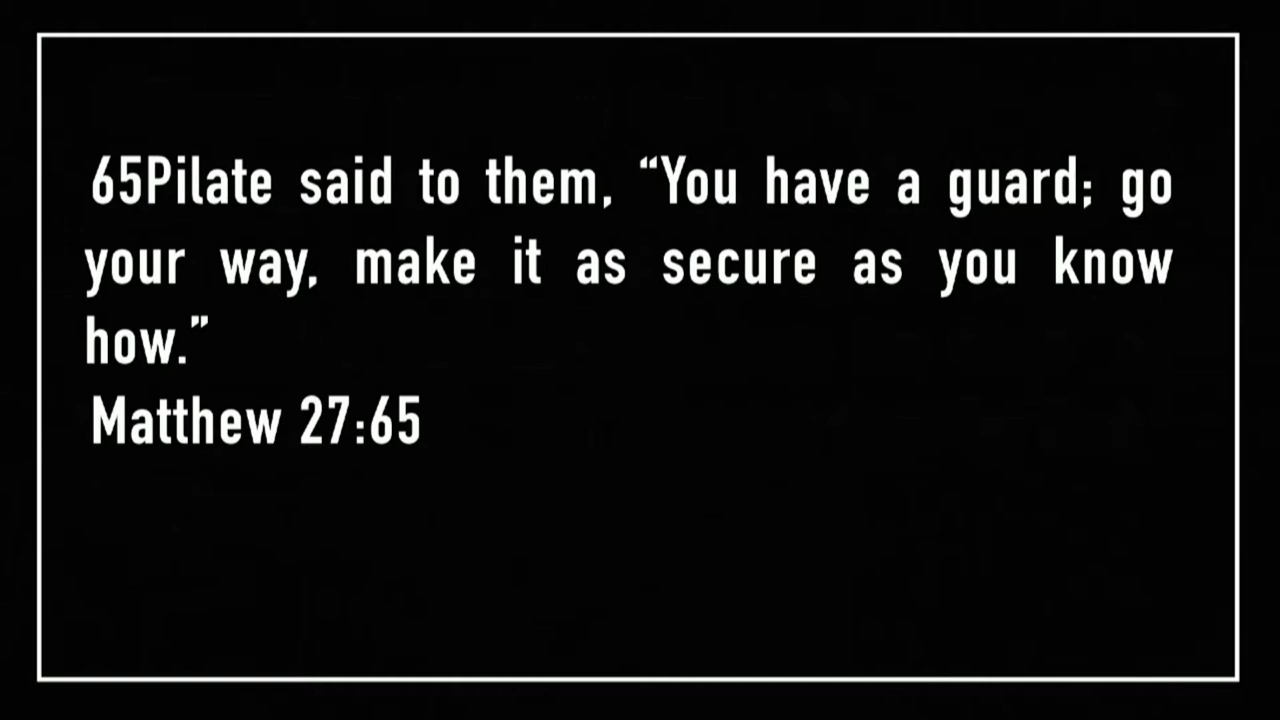 65Pilate said to them, “You have a guard; go
your way, make it as secure as you know
how.”
Matthew 27:65